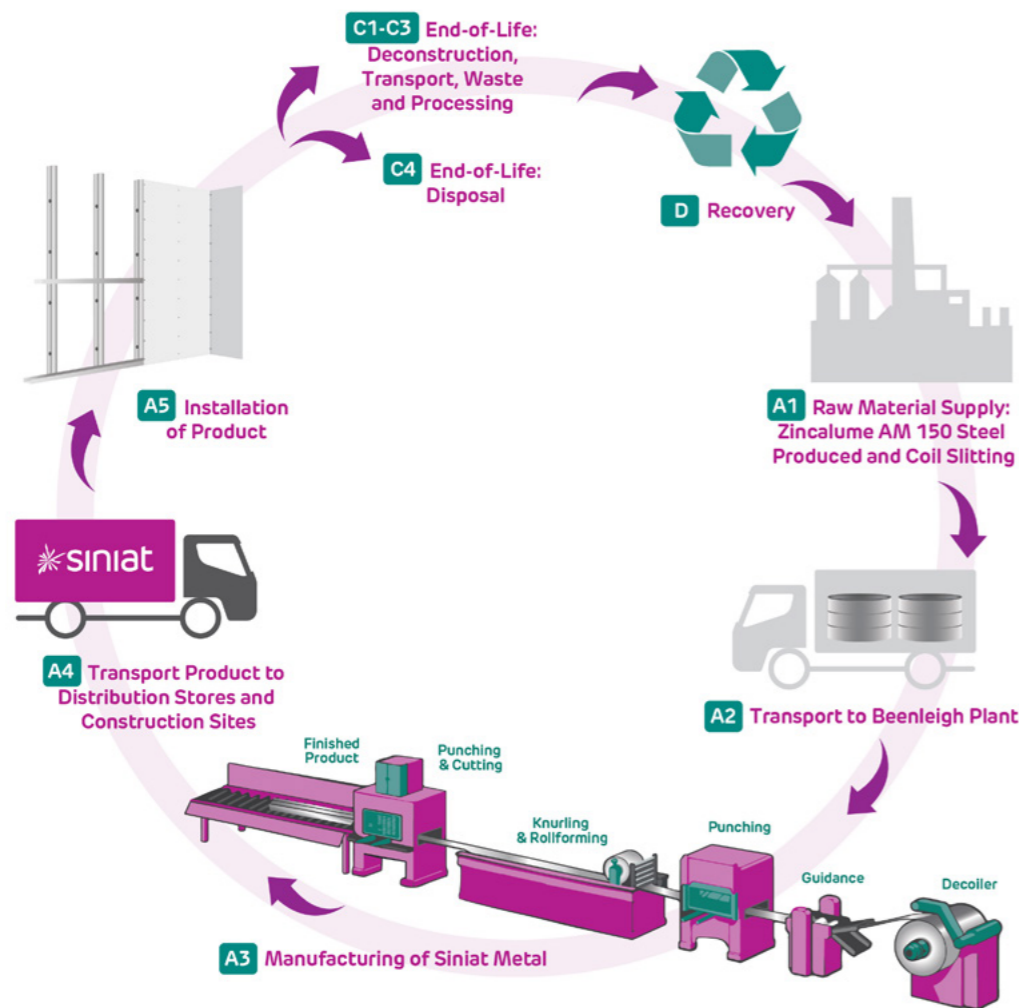 C1-C3 End-of-Life:
Deconstruction,
Transport, Waste
and Processing
C4 End-of-Life:
Disposal
D Recovery
A1 Raw Material Supply:
Zincalume AM 150 Steel
Produced and Coil Slitting
A2 Transport to Beenleigh Plant
Decoiler
Guidance
Punching
Knurling
& Rollforming
Punching
& Cutting
Finished
Product
A3 Manufacturing of Siniat Metal
siniat
A4 Transport Product to
Distribution Stores and
Construction Sites
A5 Installation
of Product